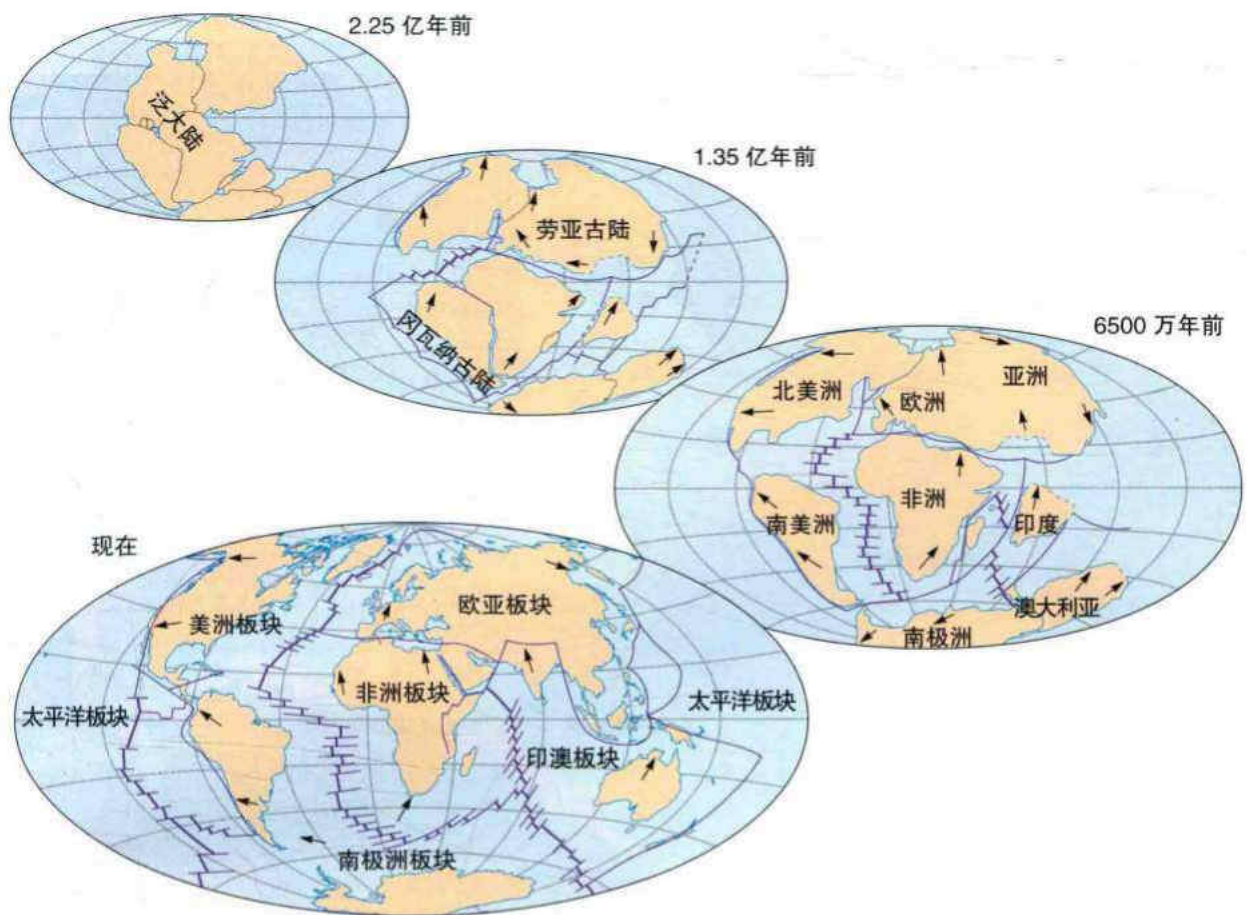 2.25 亿年前
泛大陆
1.35 亿年前
劳亚古陆
冈瓦纳古陆
6500 万年前
北美洲
欧洲
亚洲
非洲
南美洲
印度
澳大利亚
南极洲
现在
美洲板块
欧亚板块
非洲板块
太平洋板块
太平洋板块
印澳板块
南极洲板块